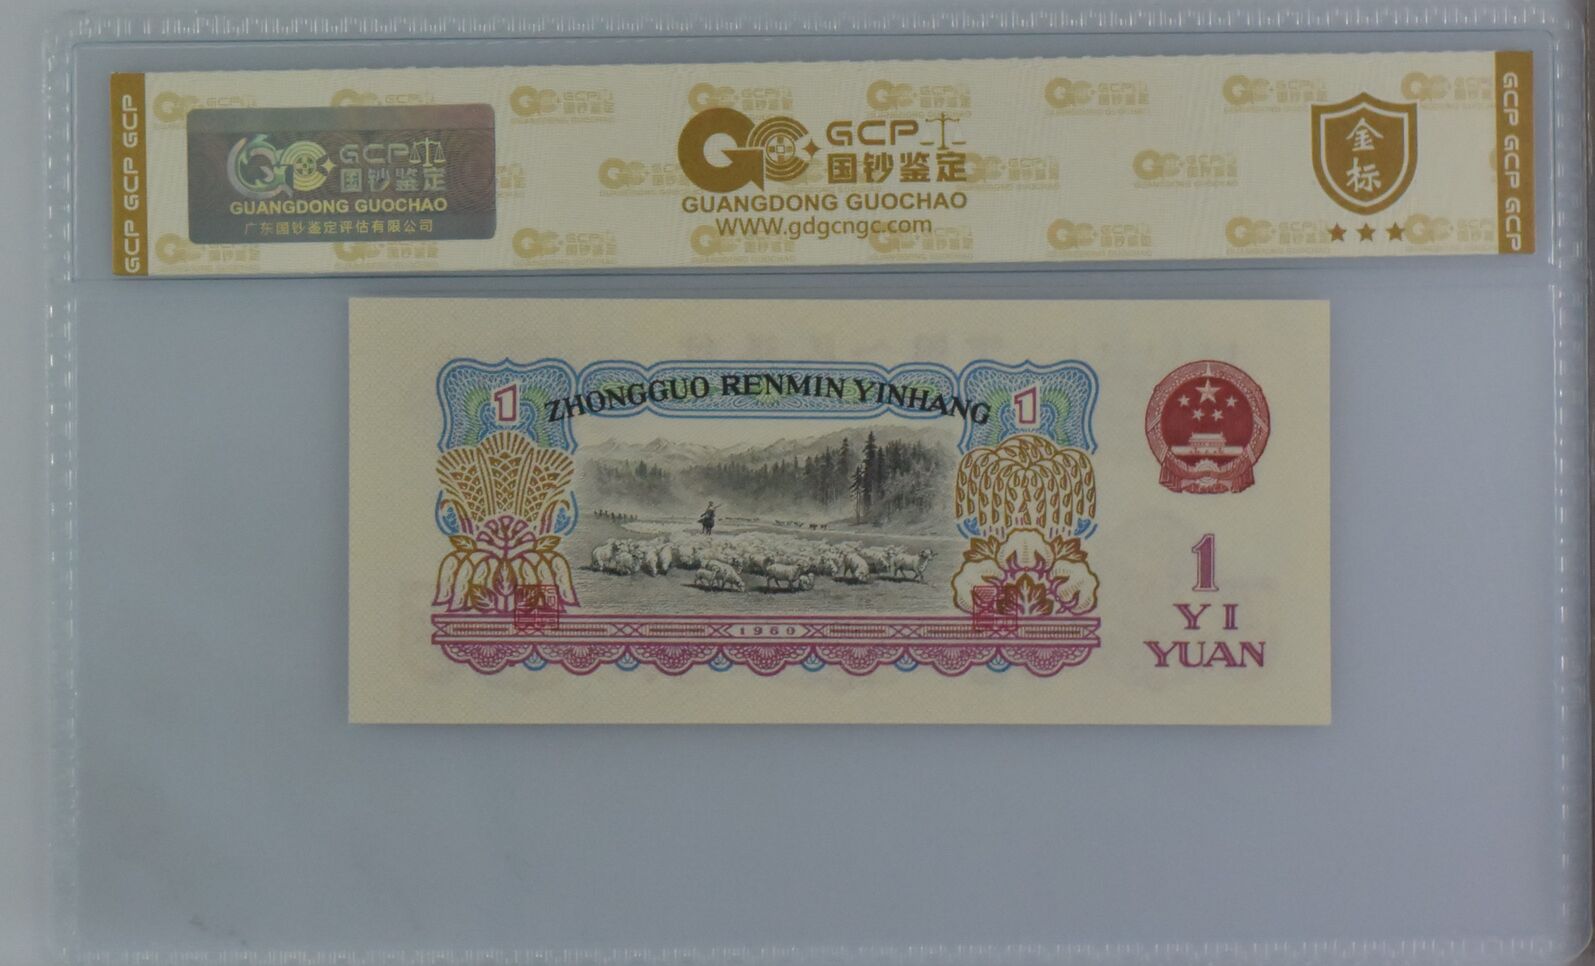 GCP GCP GCP
GCP
国钞鉴定
GUANGDONG GUOCHAO
广东国钞鉴定评估有限公司
GCP
国钞鉴定
GUANGDONG GUOCHAO
WWW.gdgcngc.com
金标
GCP GCP GCP
1
ZHONGGUO RENMIN YINHANG
1
1960
1
YI
YUAN